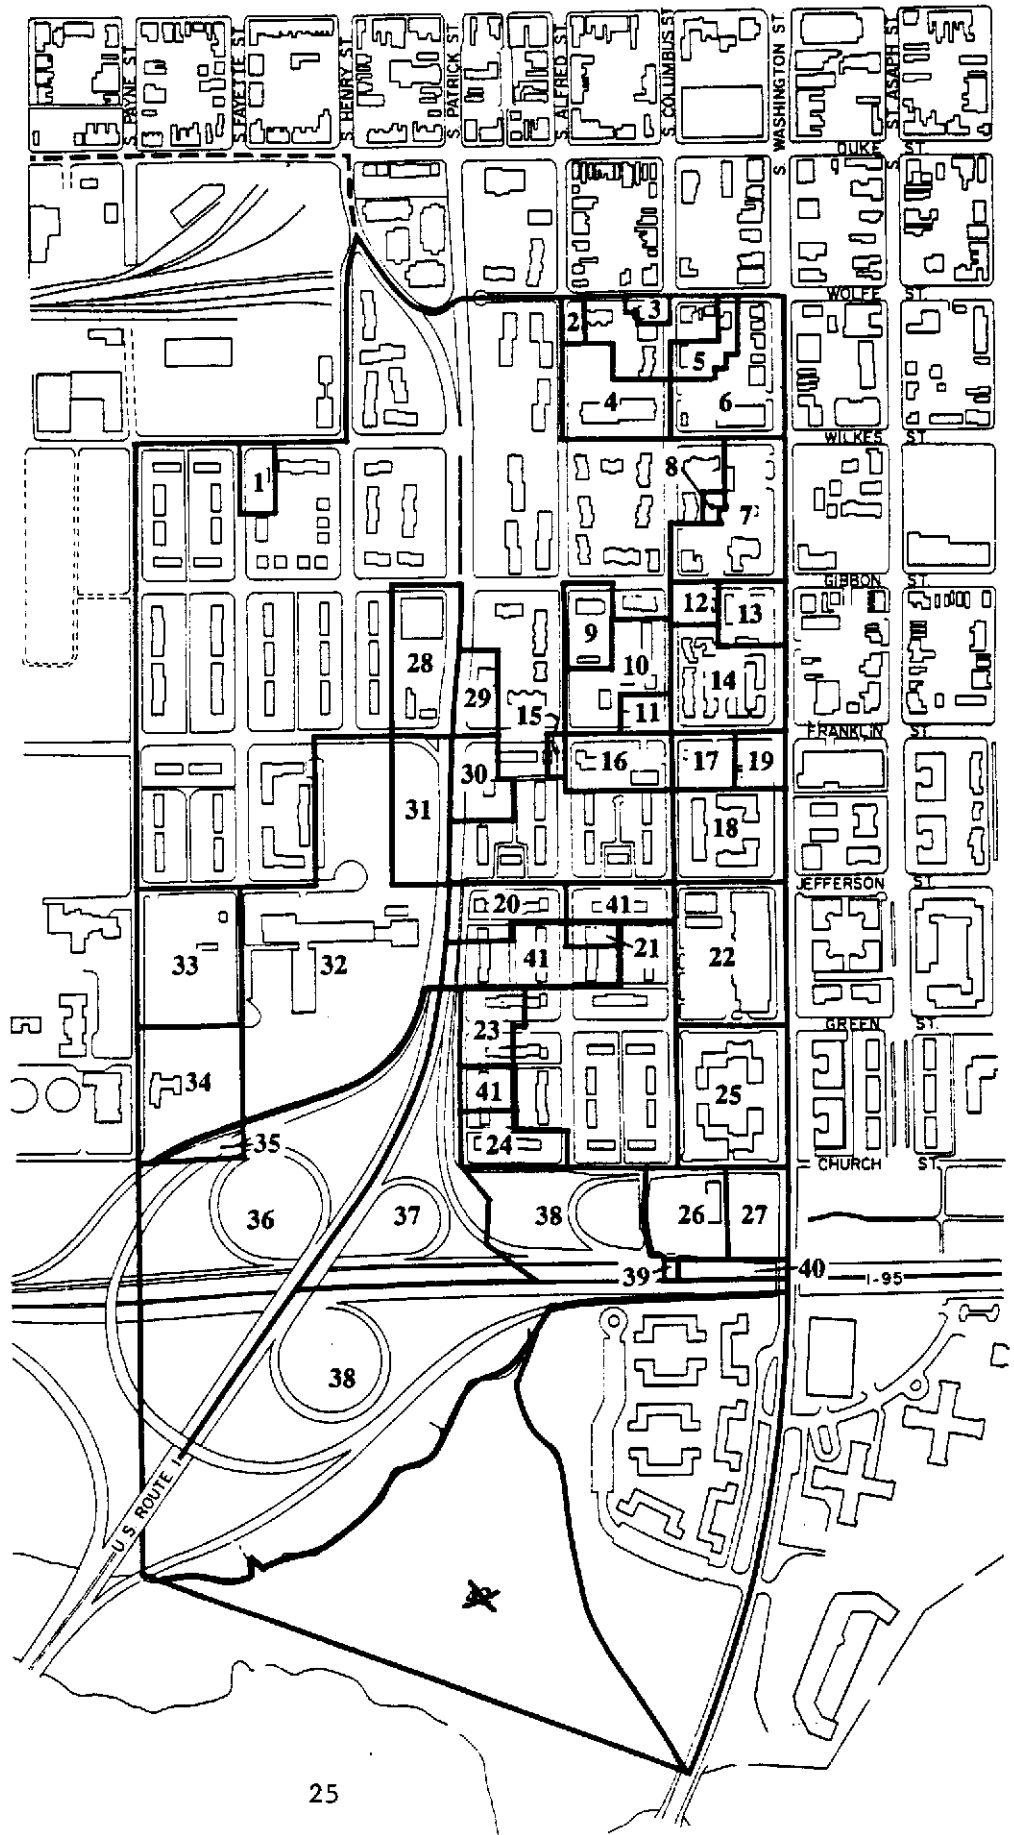 S. PAYNE ST.
S. FAYETTE ST.
S. HENRY ST.
S. PATRICK ST.
S. ALFRED ST.
S. COLUMBUS ST.
S. WASHINGTON ST.
S. ST. ASAPH ST.
DUKE ST.
WOLFE ST.
2
3
5
4
6
WILKES ST.
8
1
7
GIBBON ST.
12
13
9
28
10
14
29
15
11
FRANKLIN ST.
30
16
17
19
31
18
JEFFERSON ST.
20
41
21
33
32
41
22
23
GREEN ST.
34
41
25
35
24
CHURCH ST.
36
37
38
26
27
39
40
I-95
38
U.S. ROUTE 1
25